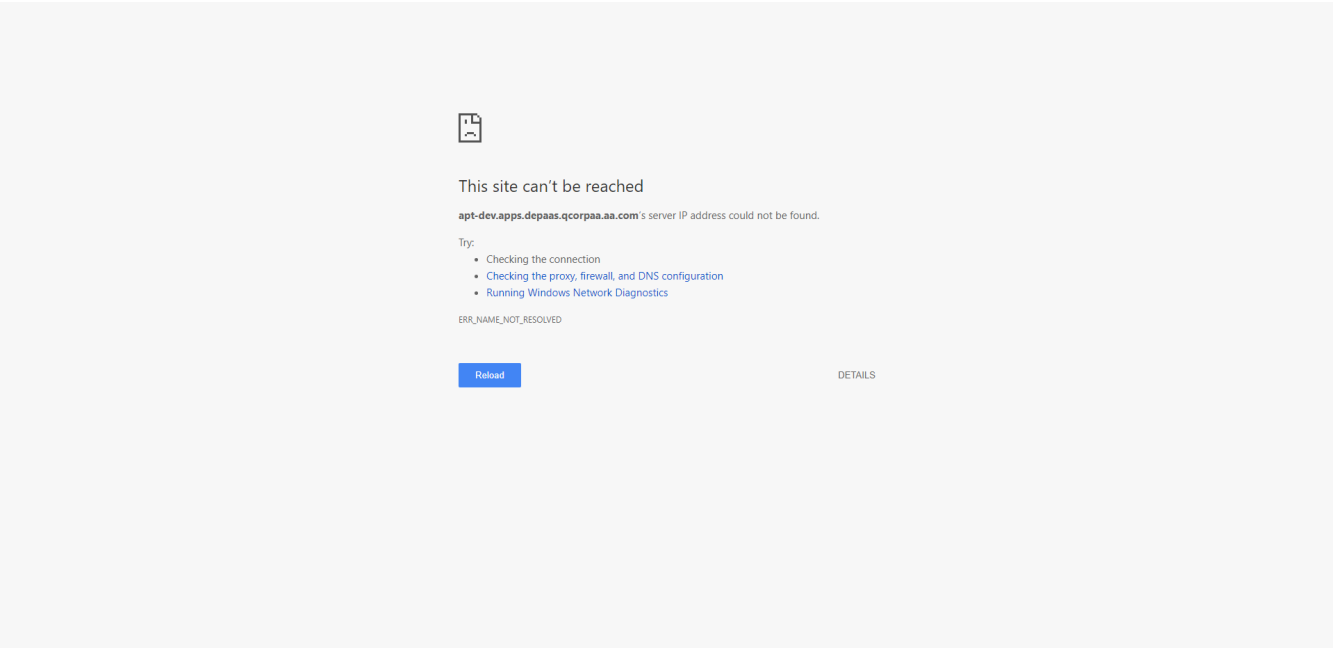 This site can't be reached
apt-dev.apps.depaas.qcorpaa.aa.com's server IP address could not be found.
Try:
• Checking the connection
• Checking the proxy, firewall, and DNS configuration
• Running Windows Network Diagnostics
ERR_NAME_NOT_RESOLVED
Reload DETAILS